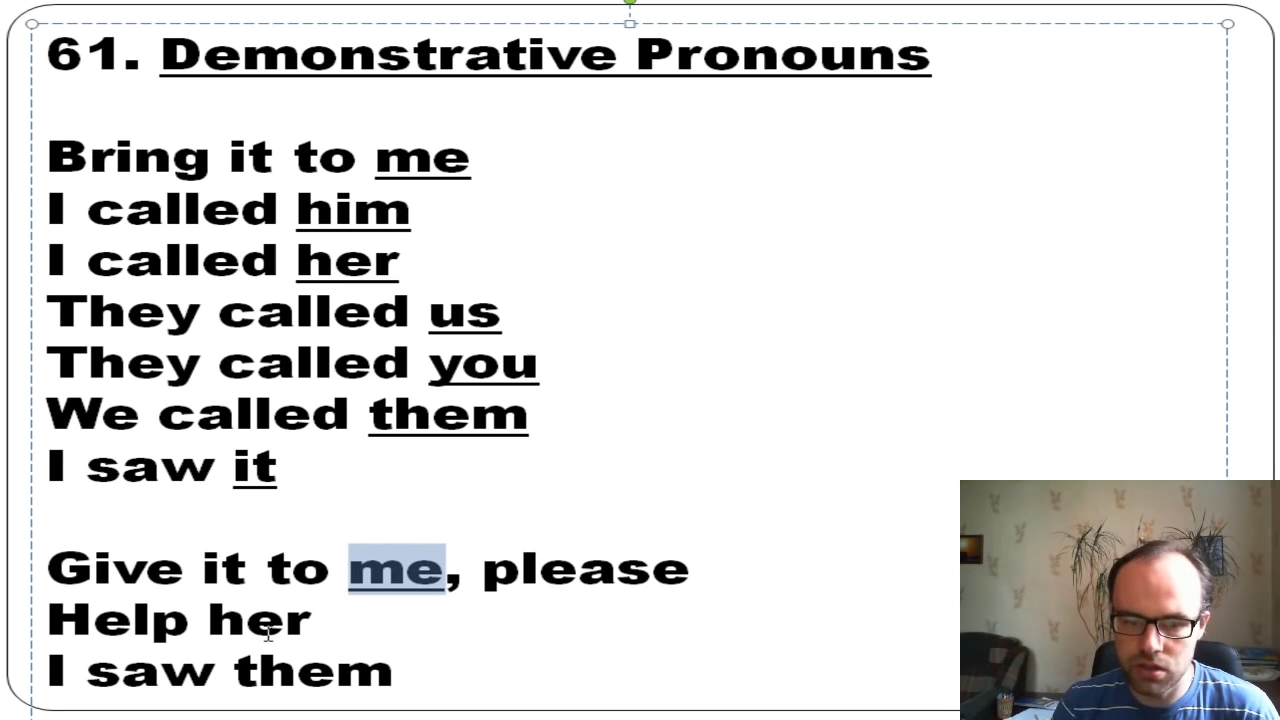 61. Demonstrative Pronouns
Bring it to me
I called him
I called her
They called us
They called you
We called them
I saw it
Give it to me, please
Help her
I saw them